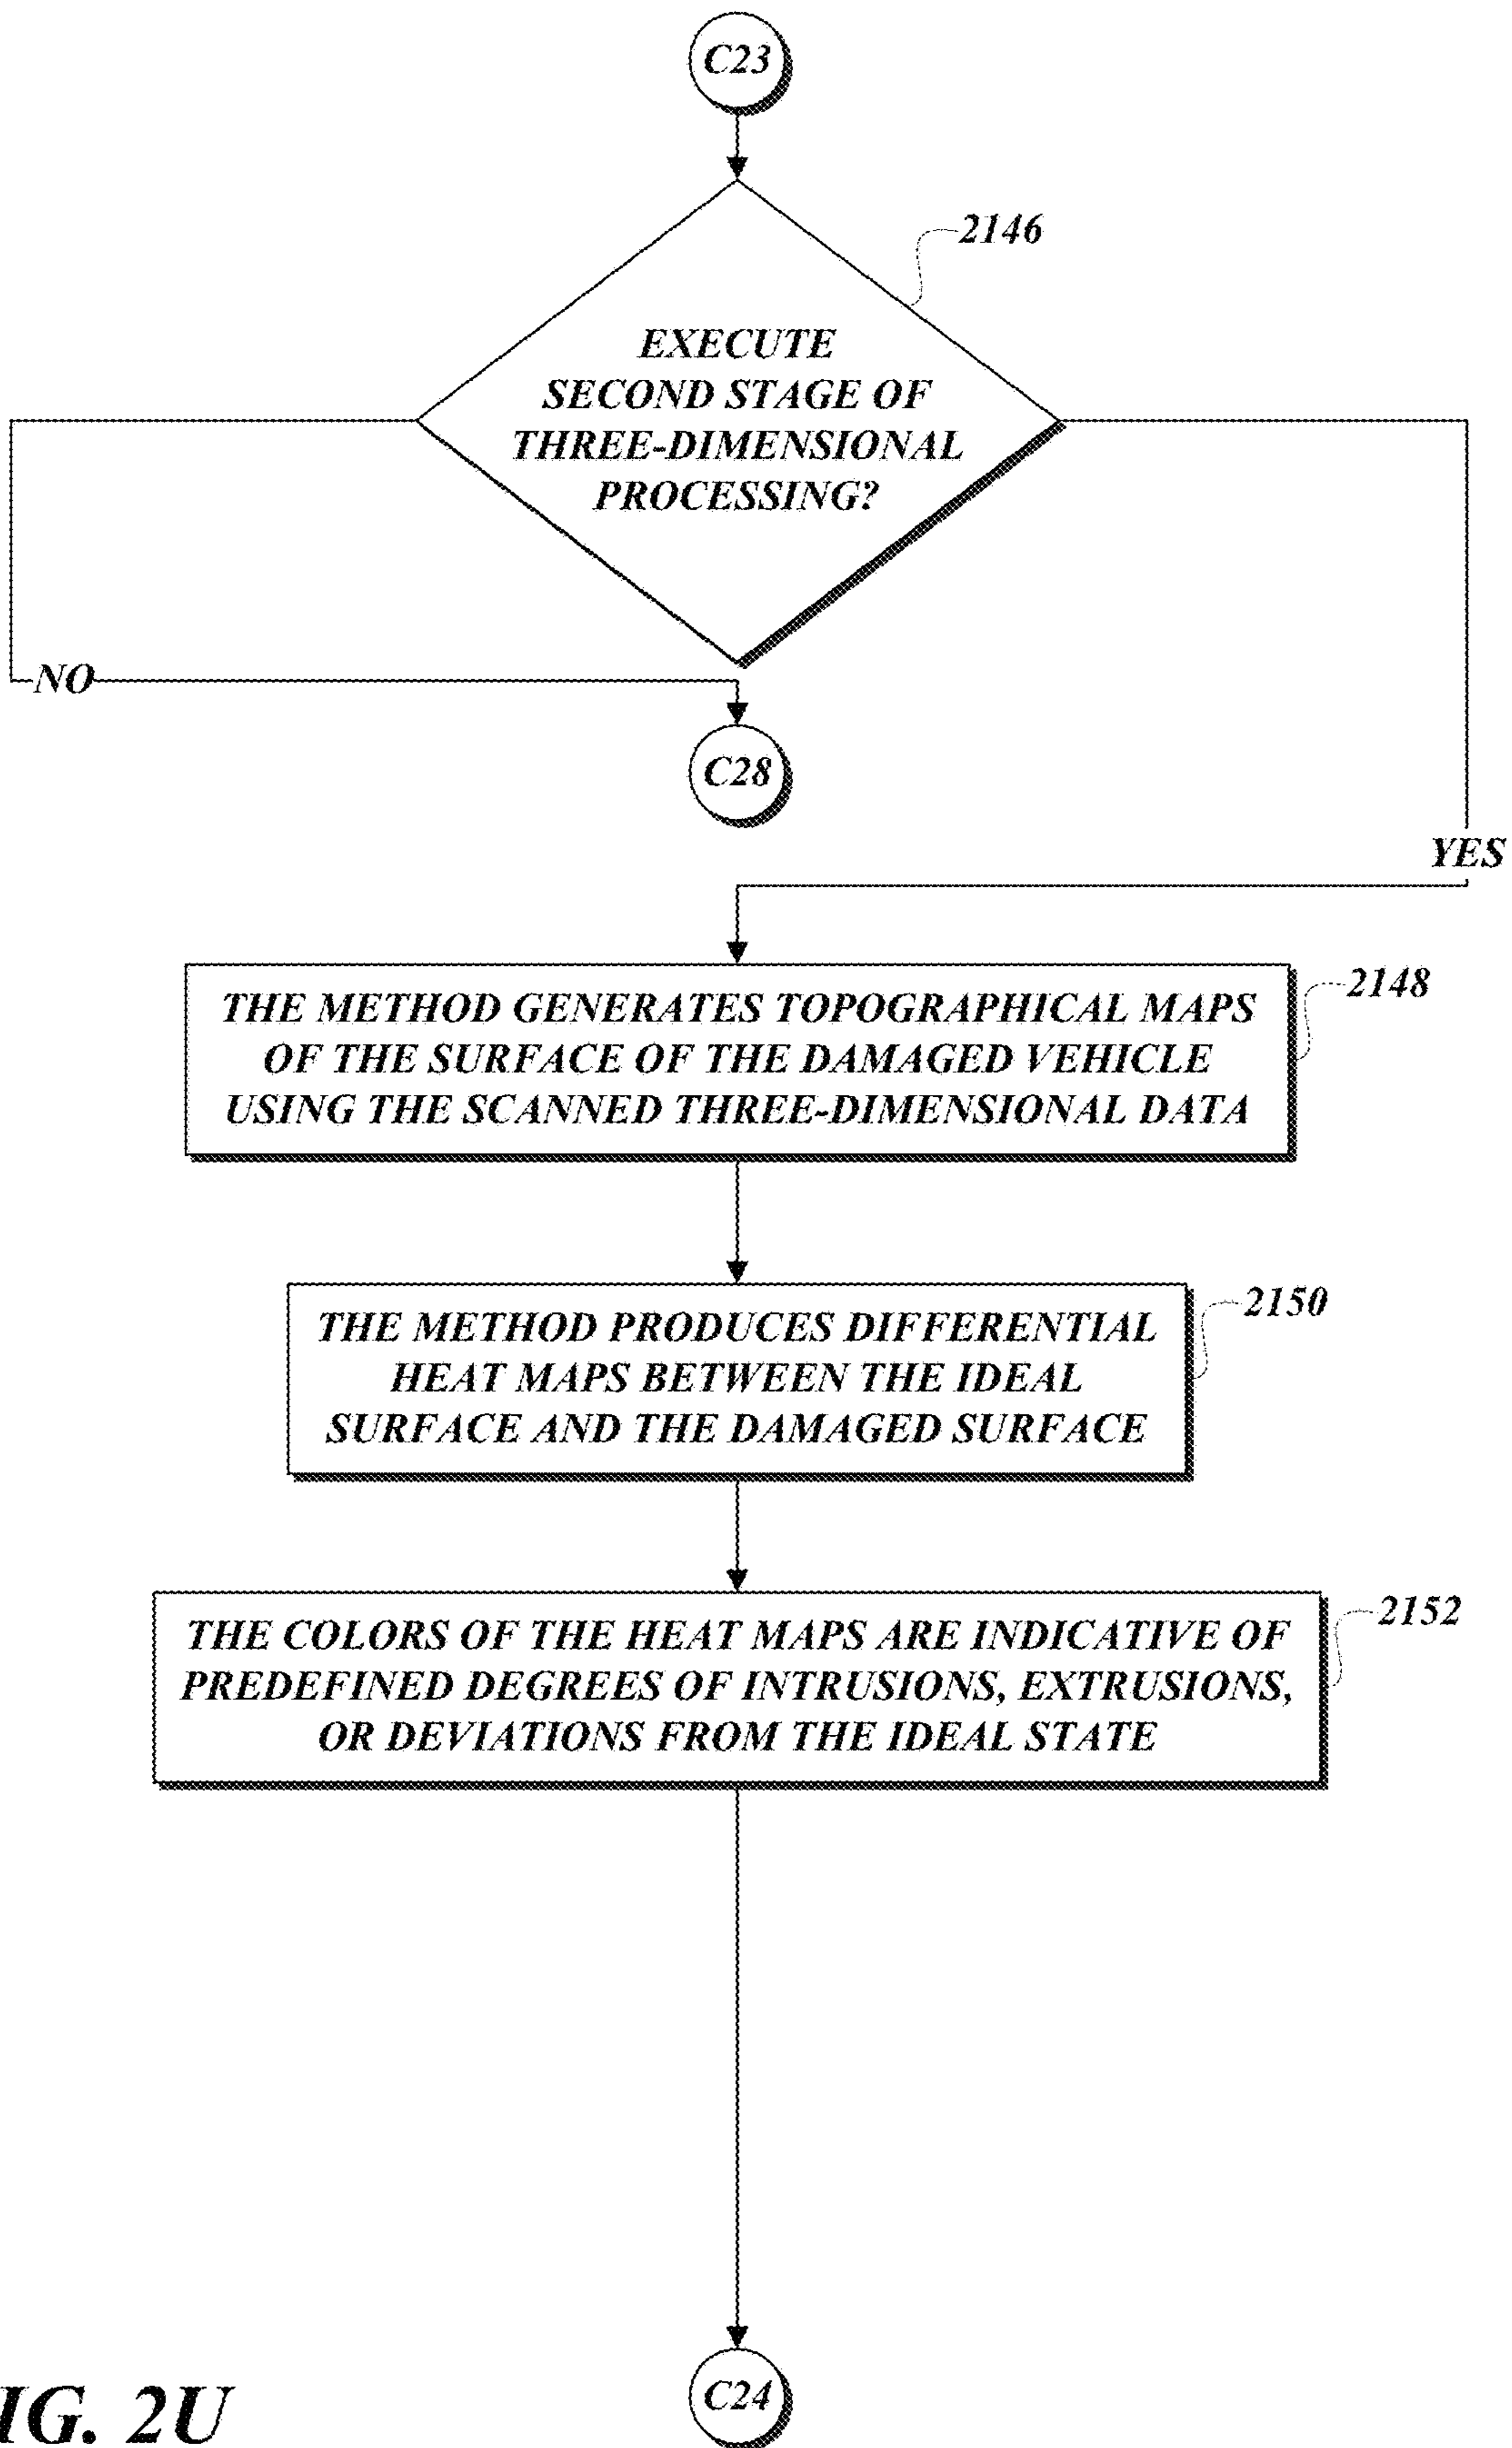 C23
2146
EXECUTE
SECOND STAGE OF
THREE-DIMENSIONAL
PROCESSING?
NO
C28
YES
THE METHOD GENERATES TOPOGRAPHICAL MAPS
OF THE SURFACE OF THE DAMAGED VEHICLE
USING THE SCANNED THREE-DIMENSIONAL DATA
2148
THE METHOD PRODUCES DIFFERENTIAL
HEAT MAPS BETWEEN THE IDEAL
SURFACE AND THE DAMAGED SURFACE
2150
THE COLORS OF THE HEAT MAPS ARE INDICATIVE OF
PREDEFINED DEGREES OF INTRUSIONS, EXTRUSIONS,
OR DEVIATIONS FROM THE IDEAL STATE
2152
C24
IG. 2U